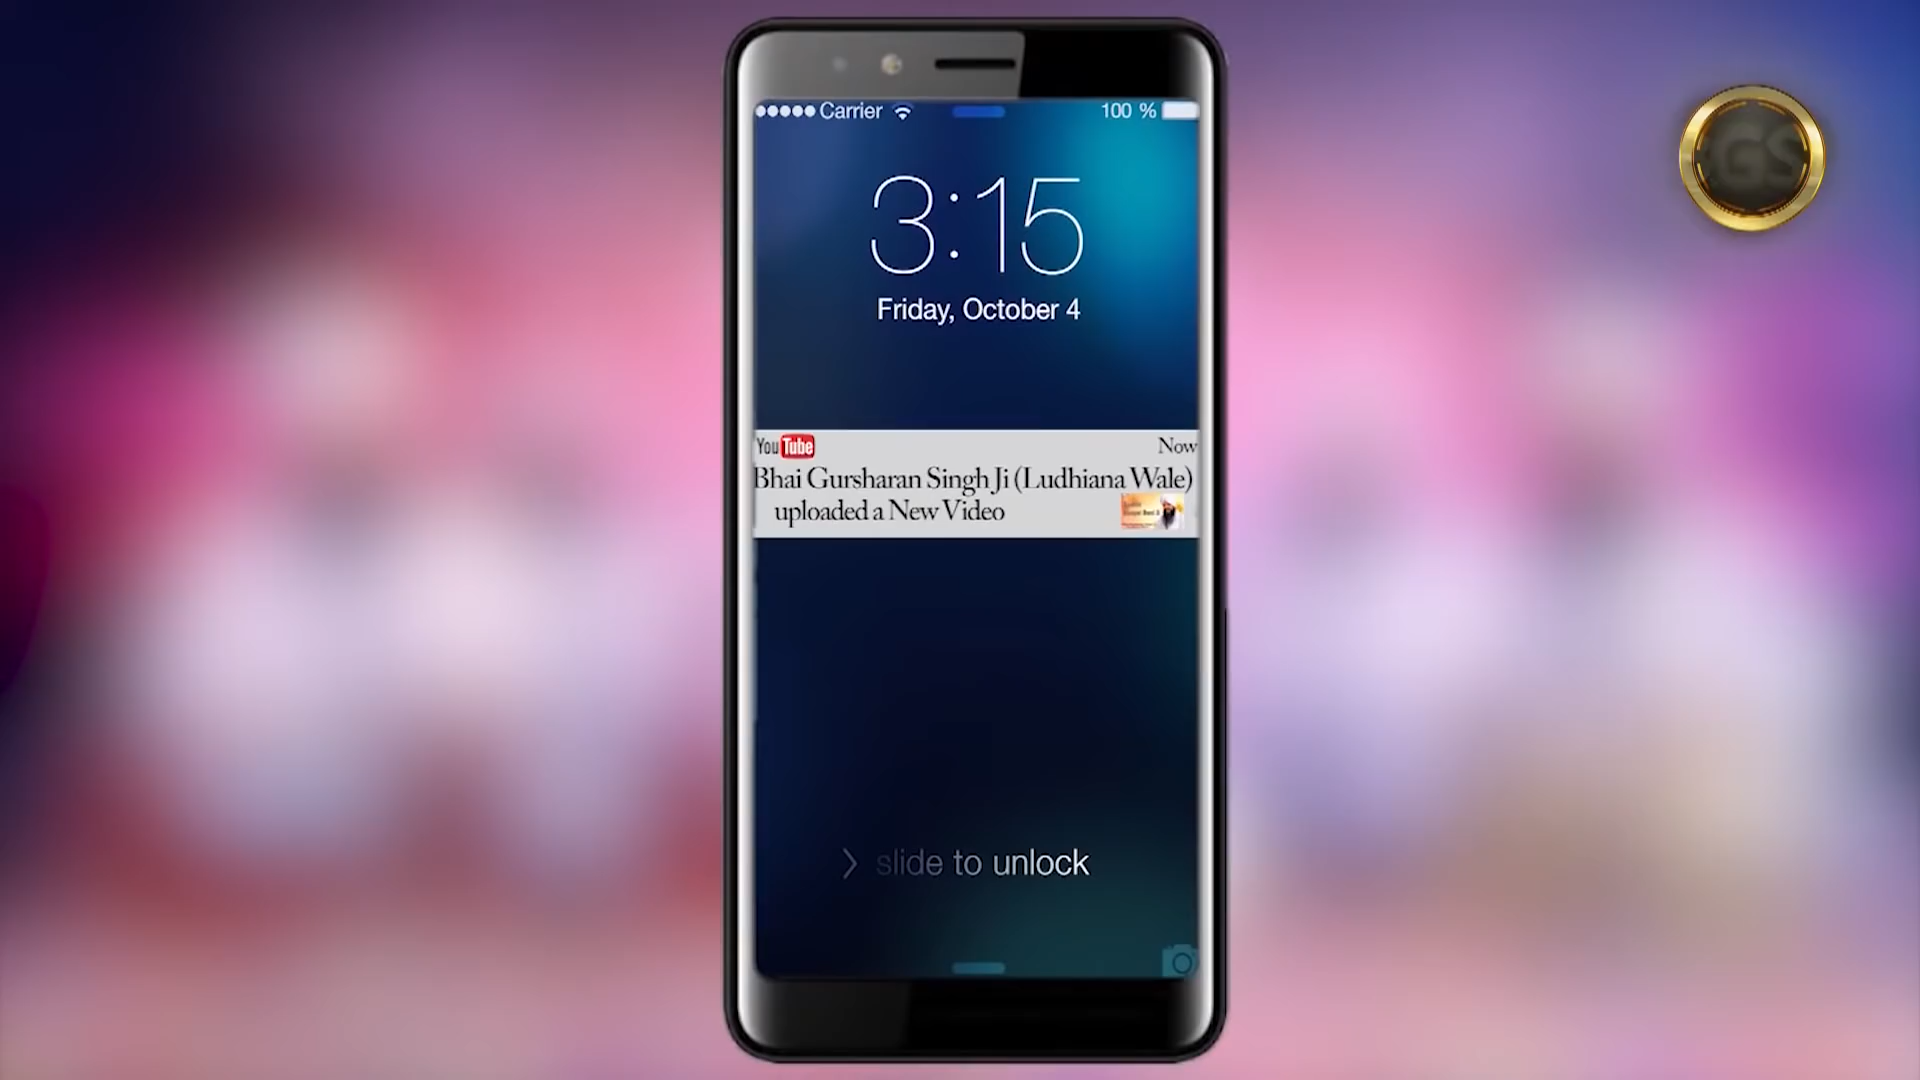 Carrier 100 %
3:15
Friday, October 4
YouTube Now
Bhai Gursharan Singh Ji (Ludhiana Wale)
uploaded a New Video
slide to unlock
GS